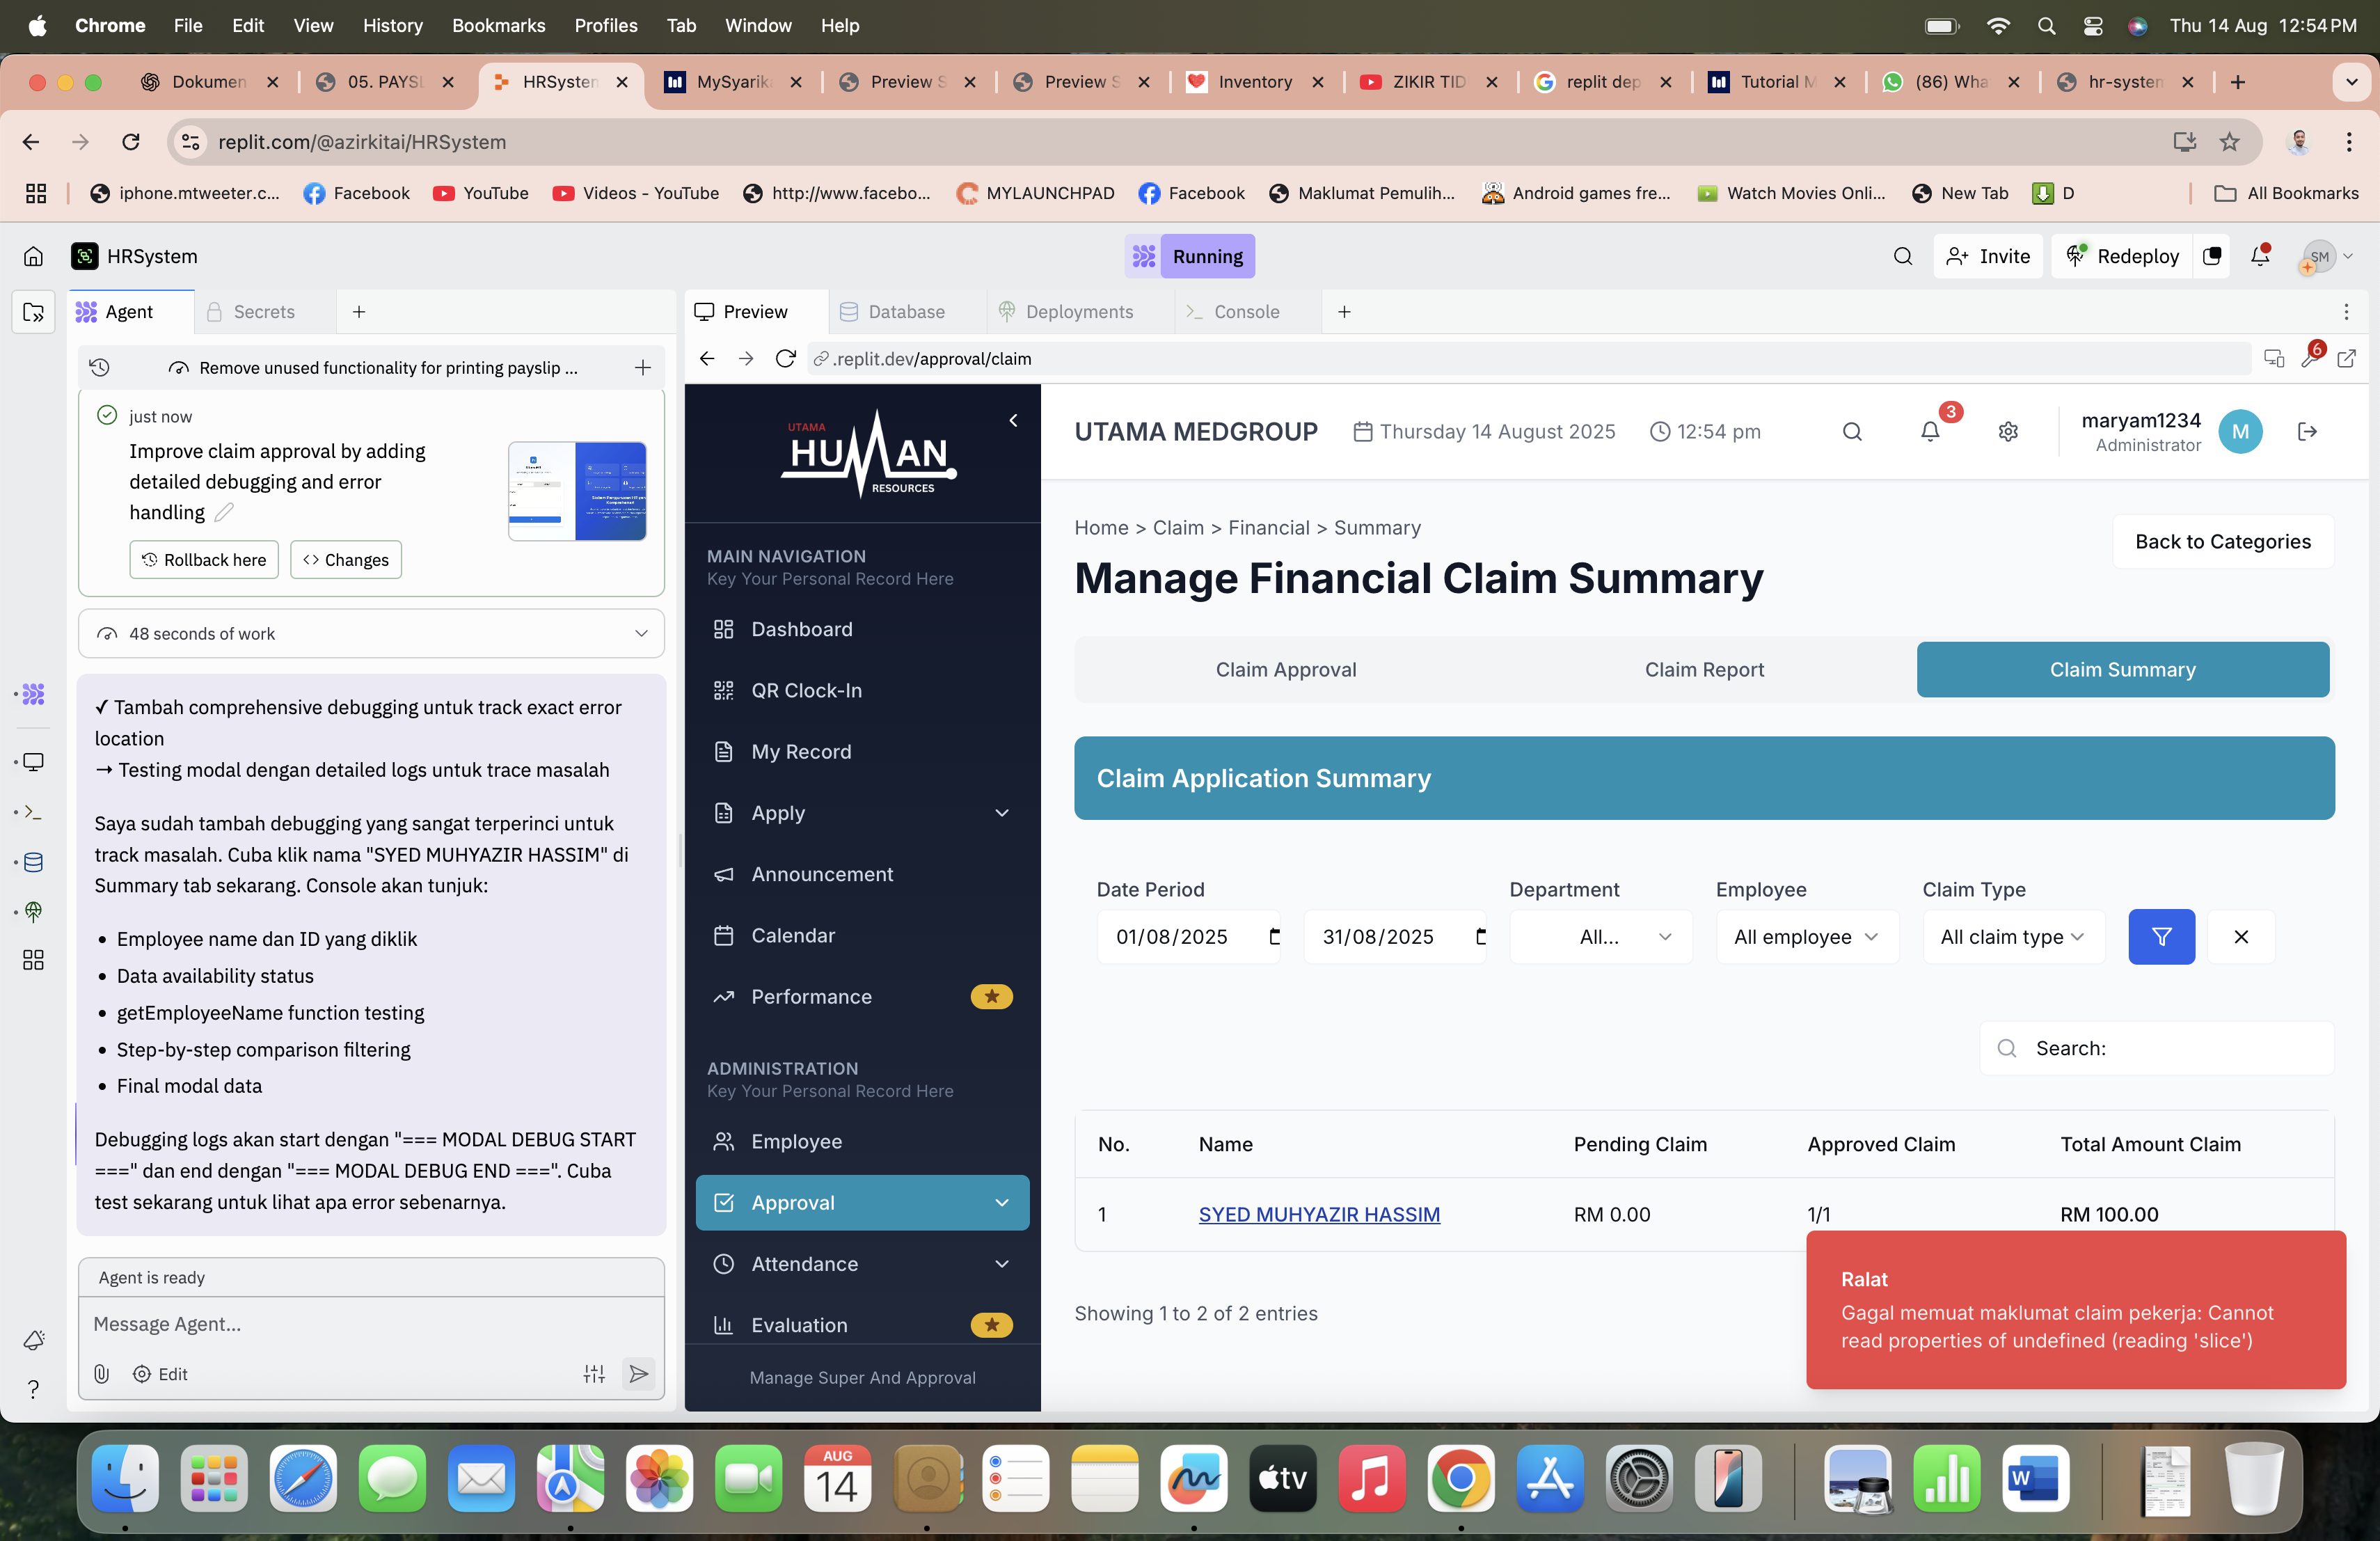 Chrome File Edit View History Bookmarks Profiles Tab Window Help
Thu 14 Aug 12:54 PM
Dokumen
05. PAYSL
HRSystem
MySyarik
Preview S
Preview S
Inventory
ZIKIR TID
replit dep
Tutorial M
(86) Wha
hr-system
replit.com/@azirkitai/HRSystem
iphone.mtweeter.c...
Facebook
YouTube
Videos - YouTube
http://www.facebo...
MYLAUNCHPAD
Facebook
Maklumat Pemulih...
Android games fre...
Watch Movies Onli...
New Tab
D
All Bookmarks
HRSystem
Running
Invite
Redeploy
SM
Agent
Secrets
Preview
Database
Deployments
Console
Remove unused functionality for printing payslip ...
.replit.dev/approval/claim
6
just now
Improve claim approval by adding
detailed debugging and error
handling
Rollback here
Changes
48 seconds of work
✓ Tambah comprehensive debugging untuk track exact error
location
→ Testing modal dengan detailed logs untuk trace masalah
Saya sudah tambah debugging yang sangat terperinci untuk
track masalah. Cuba klik nama "SYED MUHYAZIR HASSIM" di
Summary tab sekarang. Console akan tunjuk:
• Employee name dan ID yang diklik
• Data availability status
• getEmployeeName function testing
• Step-by-step comparison filtering
• Final modal data
Debugging logs akan start dengan "=== MODAL DEBUG START
===" dan end dengan "=== MODAL DEBUG END ===". Cuba
test sekarang untuk lihat apa error sebenarnya.
Agent is ready
Message Agent...
Edit
UTAMA
HUMAN
RESOURCES
MAIN NAVIGATION
Key Your Personal Record Here
Dashboard
QR Clock-In
My Record
Apply
Announcement
Calendar
Performance
ADMINISTRATION
Key Your Personal Record Here
Employee
Approval
Attendance
Evaluation
Manage Super And Approval
UTAMA MEDGROUP
Thursday 14 August 2025
12:54 pm
3
maryam1234
Administrator
M
Home > Claim > Financial > Summary
Back to Categories
Manage Financial Claim Summary
Claim Approval
Claim Report
Claim Summary
Claim Application Summary
Date Period
Department
Employee
Claim Type
01/08/2025
31/08/2025
All...
All employee
All claim type
Search:
No. Name Pending Claim Approved Claim Total Amount Claim
1 SYED MUHYAZIR HASSIM RM 0.00 1/1 RM 100.00
Showing 1 to 2 of 2 entries
Ralat
Gagal memuat maklumat claim pekerja: Cannot
read properties of undefined (reading 'slice')
AUG
14
tv
W